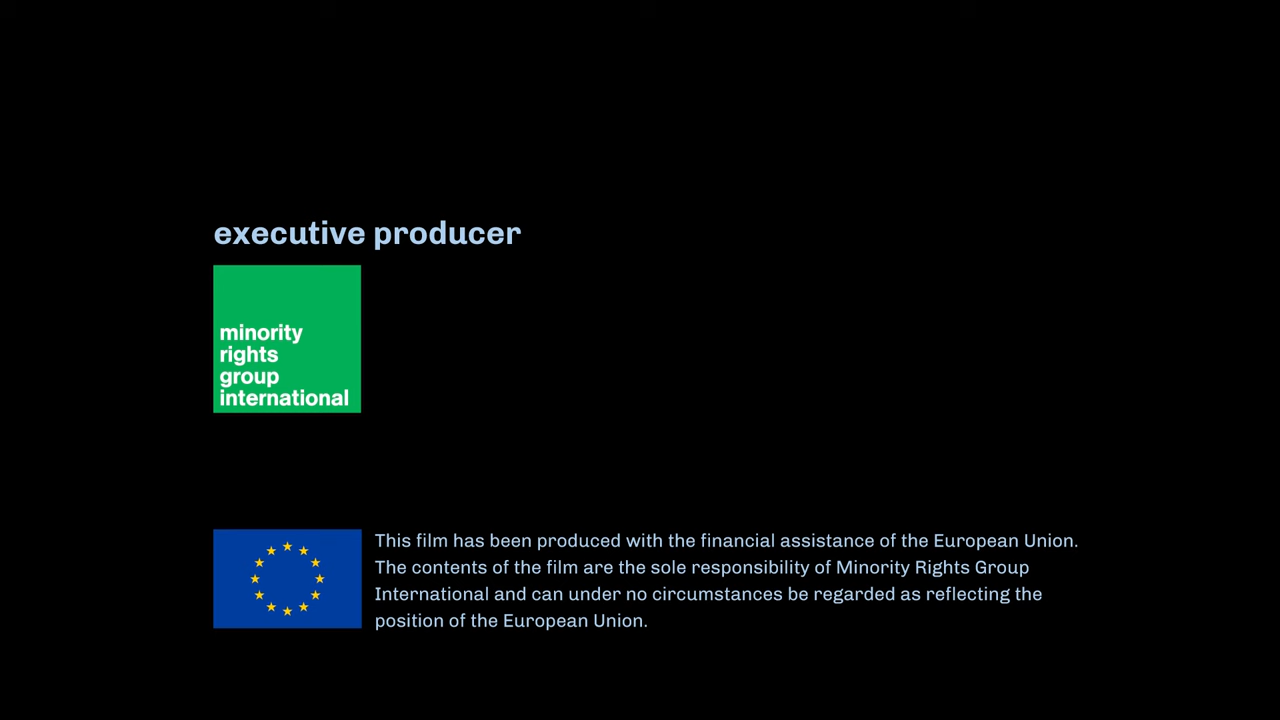 executive producer
minority
rights
group
international
This film has been produced with the financial assistance of the European Union.
The contents of the film are the sole responsibility of Minority Rights Group
International and can under no circumstances be regarded as reflecting the
position of the European Union.